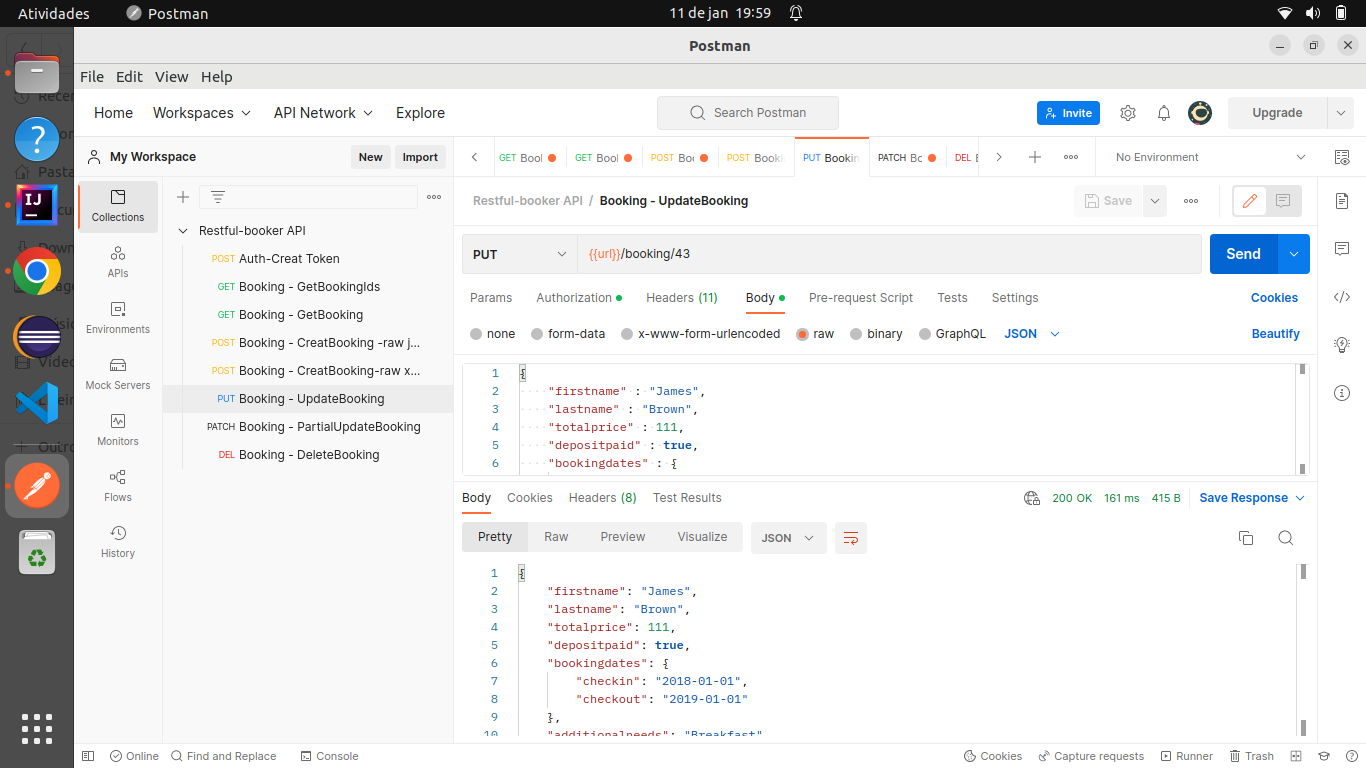 Atividades Postman 11 de jan 19:59
Postman
File Edit View Help
Home Workspaces API Network Explore Search Postman Invite Upgrade
My Workspace New Import
GET Bool GET Bool POST Bo POST Booki PUT Bookin PATCH Bc DEL No Environment
Collections
APIs
Environments
Mock Servers
Monitors
Flows
History
Restful-booker API
POST Auth-Creat Token
GET Booking - GetBookingIds
GET Booking - GetBooking
POST Booking - CreatBooking -raw j...
POST Booking - CreatBooking-raw x...
PUT Booking - UpdateBooking
PATCH Booking - PartialUpdateBooking
DEL Booking - DeleteBooking
Restful-booker API / Booking - UpdateBooking Save
PUT {{url}}/booking/43 Send
Params Authorization Headers (11) Body Pre-request Script Tests Settings Cookies
none form-data x-www-form-urlencoded raw binary GraphQL JSON Beautify
1 {
2 "firstname" : "James",
3 "lastname" : "Brown",
4 "totalprice" : 111,
5 "depositpaid" : true,
6 "bookingdates" : {
Body Cookies Headers (8) Test Results 200 OK 161 ms 415 B Save Response
Pretty Raw Preview Visualize JSON
1 {
2 "firstname": "James",
3 "lastname": "Brown",
4 "totalprice": 111,
5 "depositpaid": true,
6 "bookingdates": {
7 "checkin": "2018-01-01",
8 "checkout": "2019-01-01"
9 },
10 "additionalneeds": "Breakfast"
Online Find and Replace Console Cookies Capture requests Runner Trash